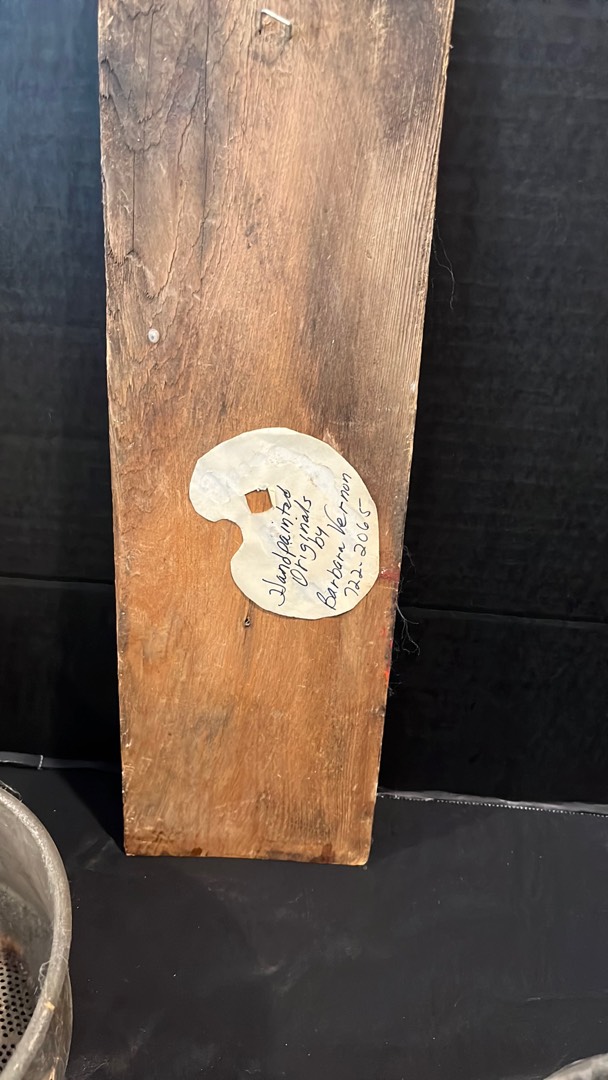 Handpainted
Originals
by
Barbara Vernon
722-2065